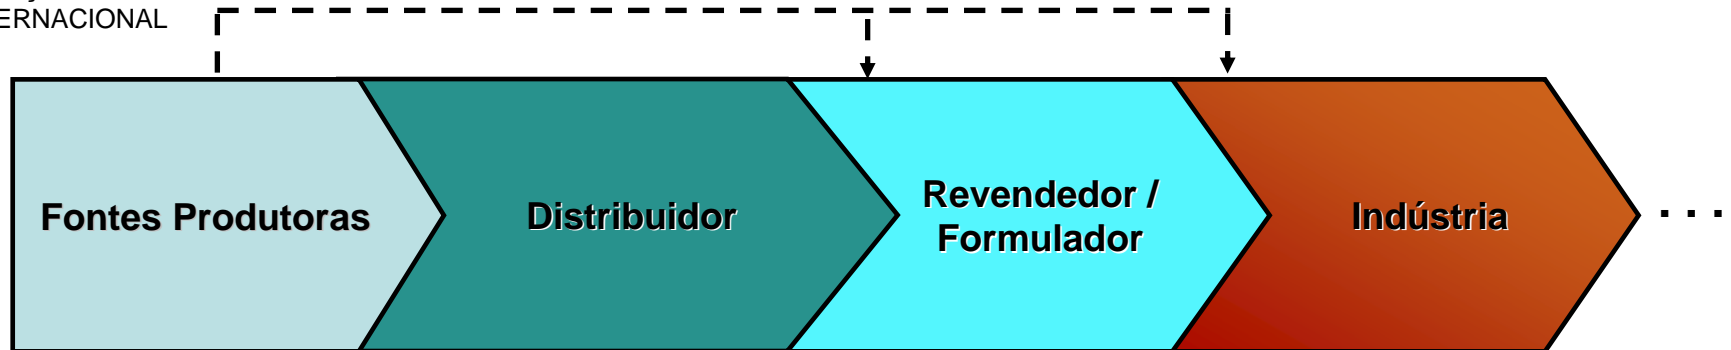 ERNACIONAL
Fontes Produtoras
Distribuidor
Revendedor /
Formulador
Indústria
. . .